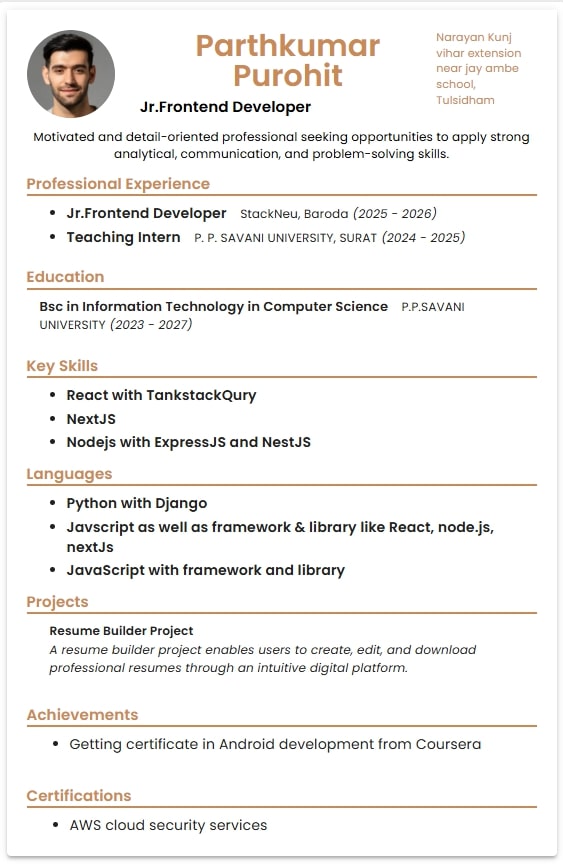 Parthkumar
Purohit
Jr.Frontend Developer
Narayan Kunj
vihar extension
near jay ambe
school,
Tulsidham
Motivated and detail-oriented professional seeking opportunities to apply strong
analytical, communication, and problem-solving skills.
Professional Experience
• Jr.Frontend Developer StackNeu, Baroda (2025 - 2026)
• Teaching Intern P. P. SAVANI UNIVERSITY, SURAT (2024 - 2025)
Education
Bsc in Information Technology in Computer Science P.P.SAVANI
UNIVERSITY (2023 - 2027)
Key Skills
• React with TankstackQury
• NextJS
• Nodejs with ExpressJS and NestJS
Languages
• Python with Django
• Javscript as well as framework & library like React, node.js,
nextJs
• JavaScript with framework and library
Projects
Resume Builder Project
A resume builder project enables users to create, edit, and download
professional resumes through an intuitive digital platform.
Achievements
• Getting certificate in Android development from Coursera
Certifications
• AWS cloud security services